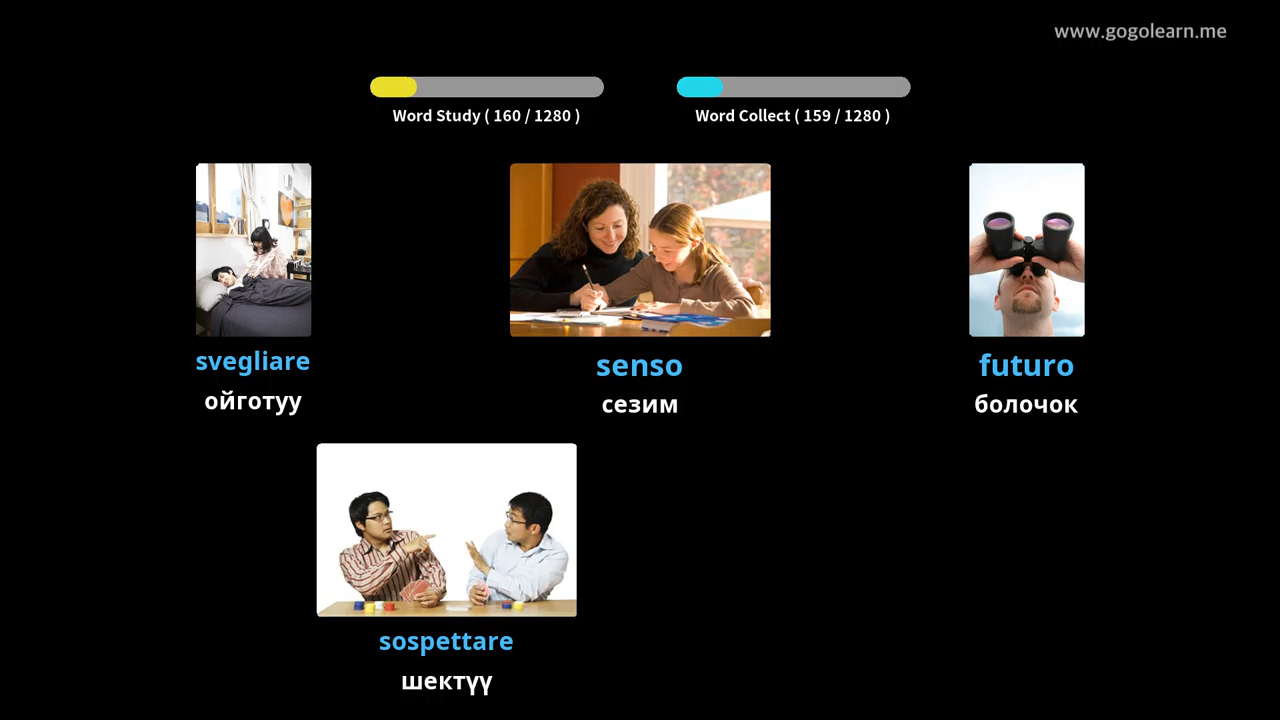 www.gogolearn.me
Word Study ( 160 / 1280 )
Word Collect ( 159 / 1280 )
svegliare
ойготуу
senso
сезим
futuro
болочок
sospettare
шектүү